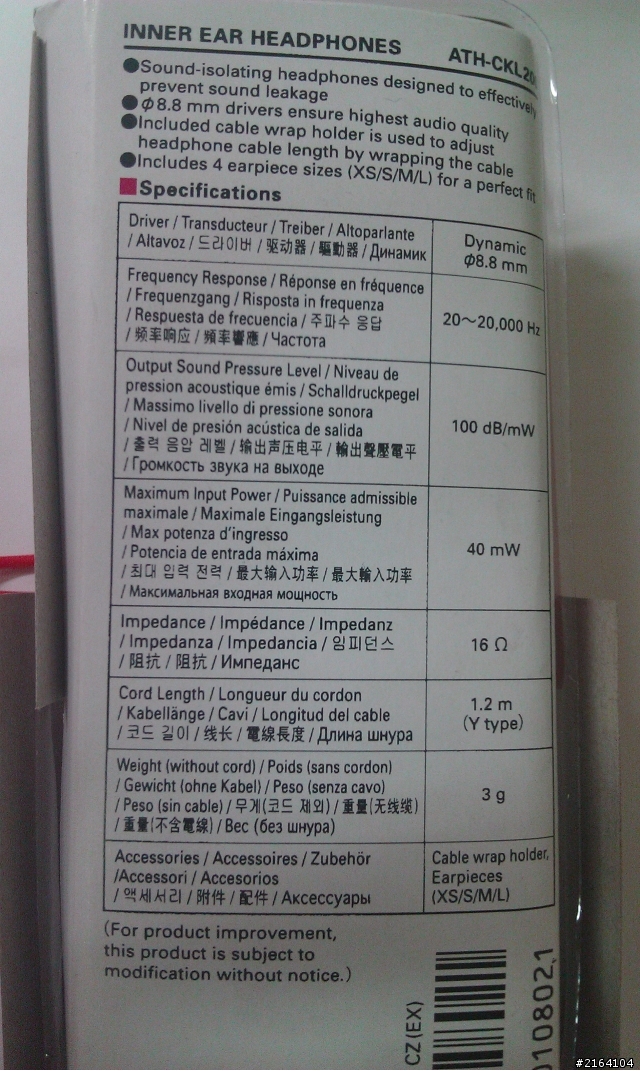 INNER EAR HEADPHONES ATH-CKL20
●Sound-isolating headphones designed to effectively
prevent sound leakage
●φ8.8 mm drivers ensure highest audio quality
●Included cable wrap holder is used to adjust
headphone cable length by wrapping the cable
●Includes 4 earpiece sizes (XS/S/M/L) for a perfect fit
■Specifications
Driver / Transducteur / Treiber / Altoparlante
/ Altavoz / 드라이버 / 驱动器 / 驅動器 / Динамик
Dynamic
φ8.8 mm
Frequency Response / Réponse en fréquence
/ Frequenzgang / Risposta in frequenza
/ Respuesta de frecuencia / 주파수 응답
/ 频率响应 / 頻率響應 / Частота
20～20,000 Hz
Output Sound Pressure Level / Niveau de
pression acoustique émis / Schalldruckpegel
/ Massimo livello di pressione sonora
/ Nivel de presión acústica de salida
/ 출력 음압 레벨 / 输出声压电平 / 輸出聲壓電平
/ Громкость звука на выходе
100 dB/mW
Maximum Input Power / Puissance admissible
maximale / Maximale Eingangsleistung
/ Max potenza d'ingresso
/ Potencia de entrada máxima
/ 최대 입력 전력 / 最大输入功率 / 最大輸入功率
/ Максимальная входная мощность
40 mW
Impedance / Impédance / Impedanz
/ Impedanza / Impedancia / 임피던스
/ 阻抗 / 阻抗 / Импеданс
16 Ω
Cord Length / Longueur du cordon
/ Kabellänge / Cavi / Longitud del cable
/ 코드 길이 / 线长 / 電線長度 / Длина шнура
1.2 m
(Y type)
Weight (without cord) / Poids (sans cordon)
/ Gewicht (ohne Kabel) / Peso (senza cavo)
/ Peso (sin cable) / 무게(코드 제외) / 重量(无线缆)
/ 重量(不含電線) / Вес (без шнура)
3 g
Accessories / Accessoires / Zubehör
/Accessori / Accesorios
/ 액세서리 / 附件 / 配件 / Аксессуары
Cable wrap holder,
Earpieces
(XS/S/M/L)
(For product improvement,
this product is subject to
modification without notice.)
CZ (EX)
#2164104